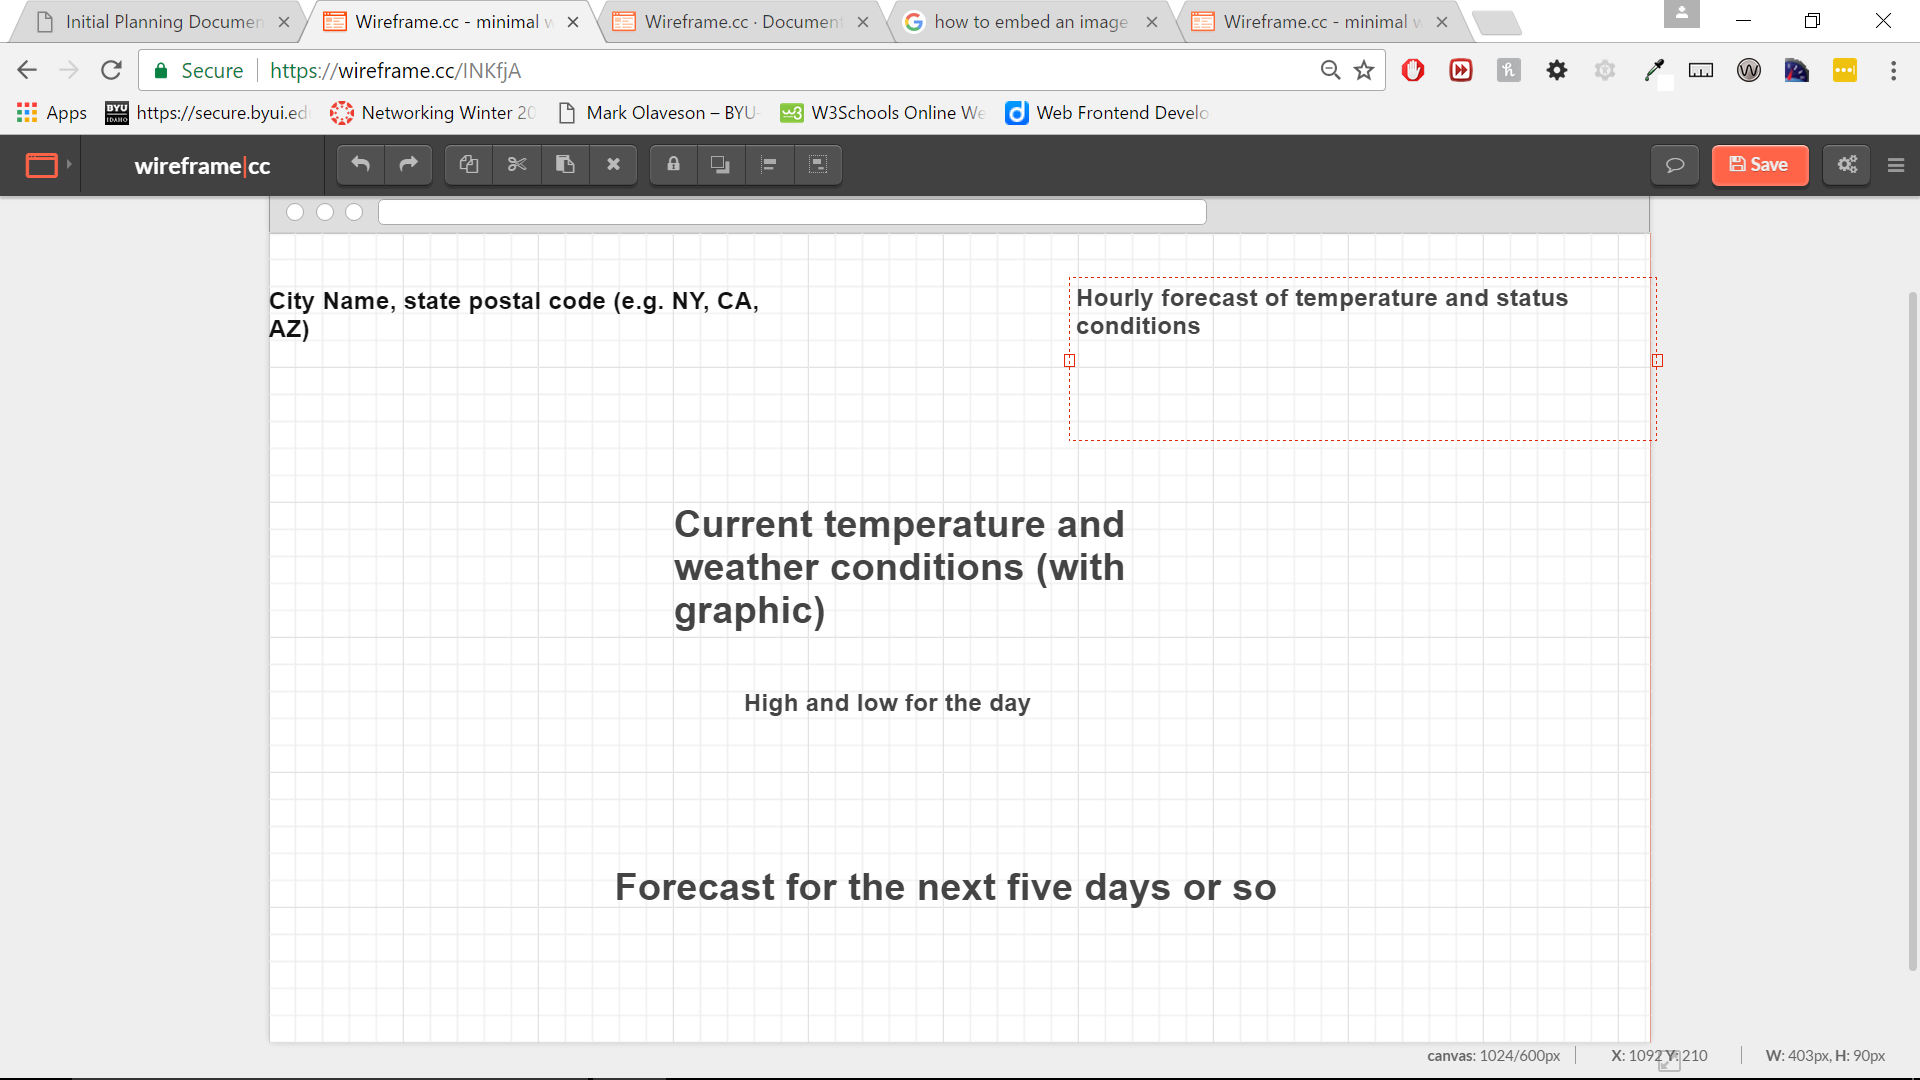 Initial Planning Documen
Wireframe.cc - minimal w
Wireframe.cc · Document
how to embed an image
Wireframe.cc - minimal w
Secure
https://wireframe.cc/INKfjA
Apps
BYU
IDAHO
https://secure.byui.ed
Networking Winter 20
Mark Olaveson – BYU-
W3Schools Online We
Web Frontend Develo
wireframe|cc
Save
City Name, state postal code (e.g. NY, CA,
AZ)
Hourly forecast of temperature and status
conditions
Current temperature and
weather conditions (with
graphic)
High and low for the day
Forecast for the next five days or so
canvas: 1024/600px
X: 1092 Y: 210
W: 403px, H: 90px